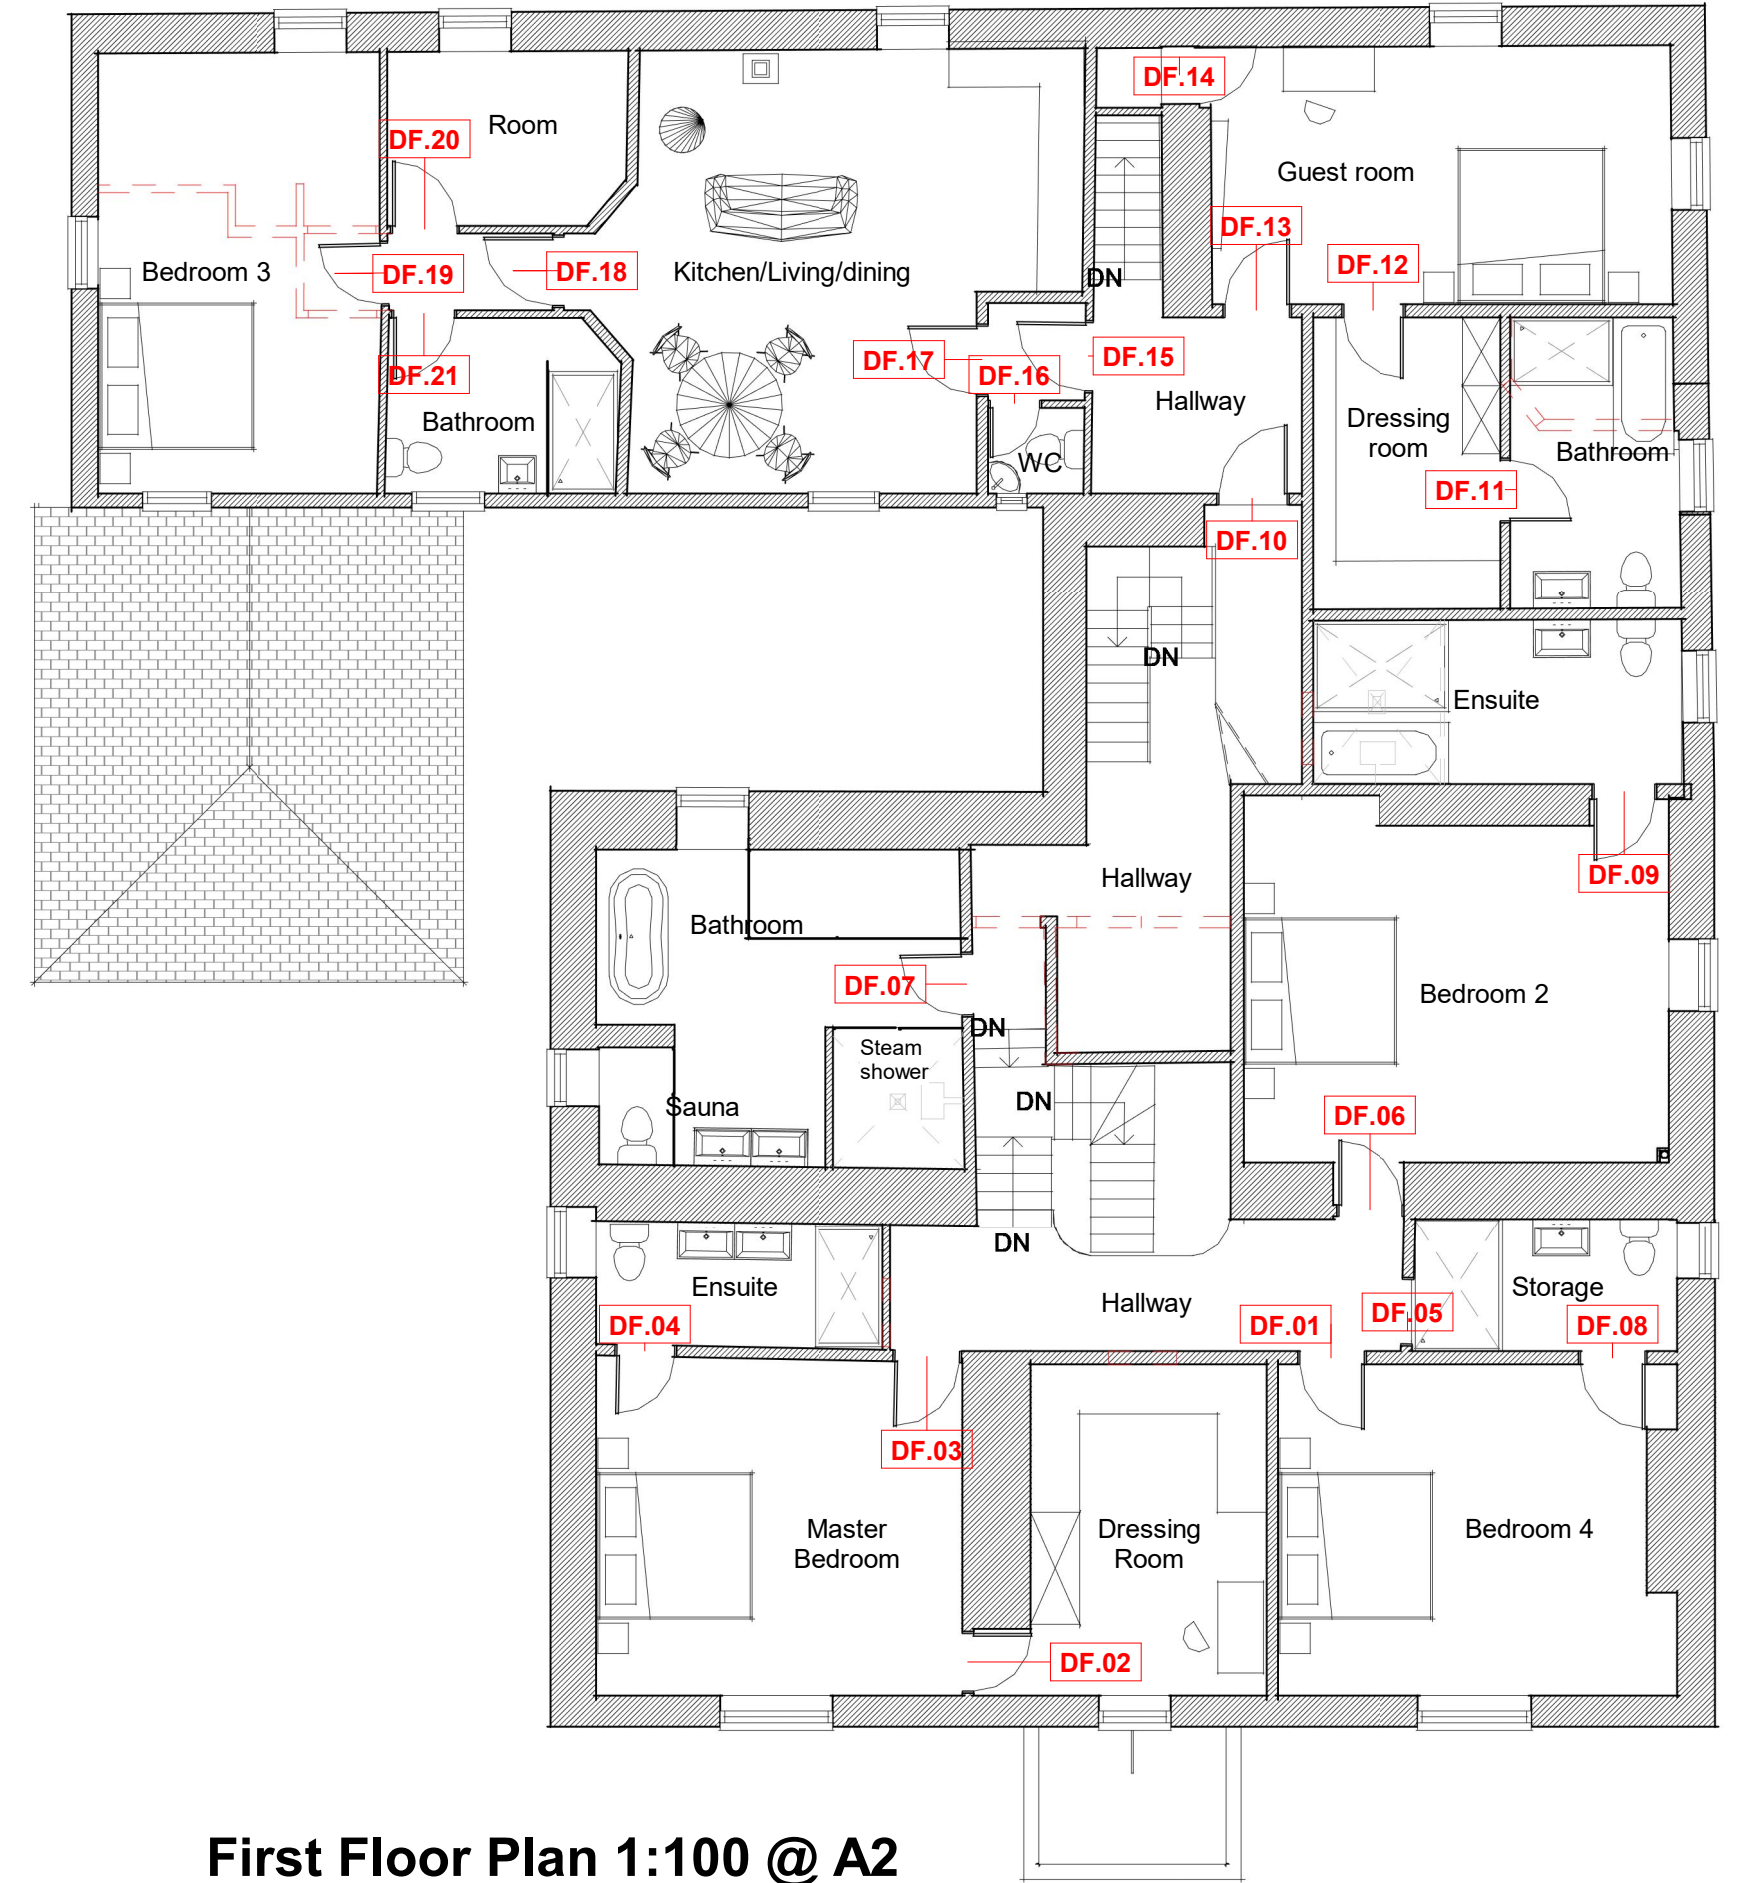 DF.14
Room
DF.20
Guest room
DF.13
DF.12
Bedroom 3
DF.19
DF.18
Kitchen/Living/dining
DN
DF.17
DF.15
DF.16
DF.21
Hallway
Dressing
room
Bathroom
Bathroom
WC
DF.11
DF.10
DN
Ensuite
DF.09
Hallway
Bathroom
DF.07
Bedroom 2
DN
Steam
shower
DN
Sauna
DF.06
DN
Ensuite
Hallway
Storage
DF.04
DF.01
DF.05
DF.08
DF.03
Master
Bedroom
Dressing
Room
Bedroom 4
DF.02
First Floor Plan 1:100 @ A2